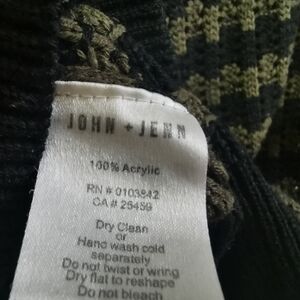 JOHN + JENN
100% Acrylic
RN # 0103842
CA # 25459
Dry Clean
or
Hand wash cold
separately
Do not twist or wring
Dry flat to reshape
Do not bleach